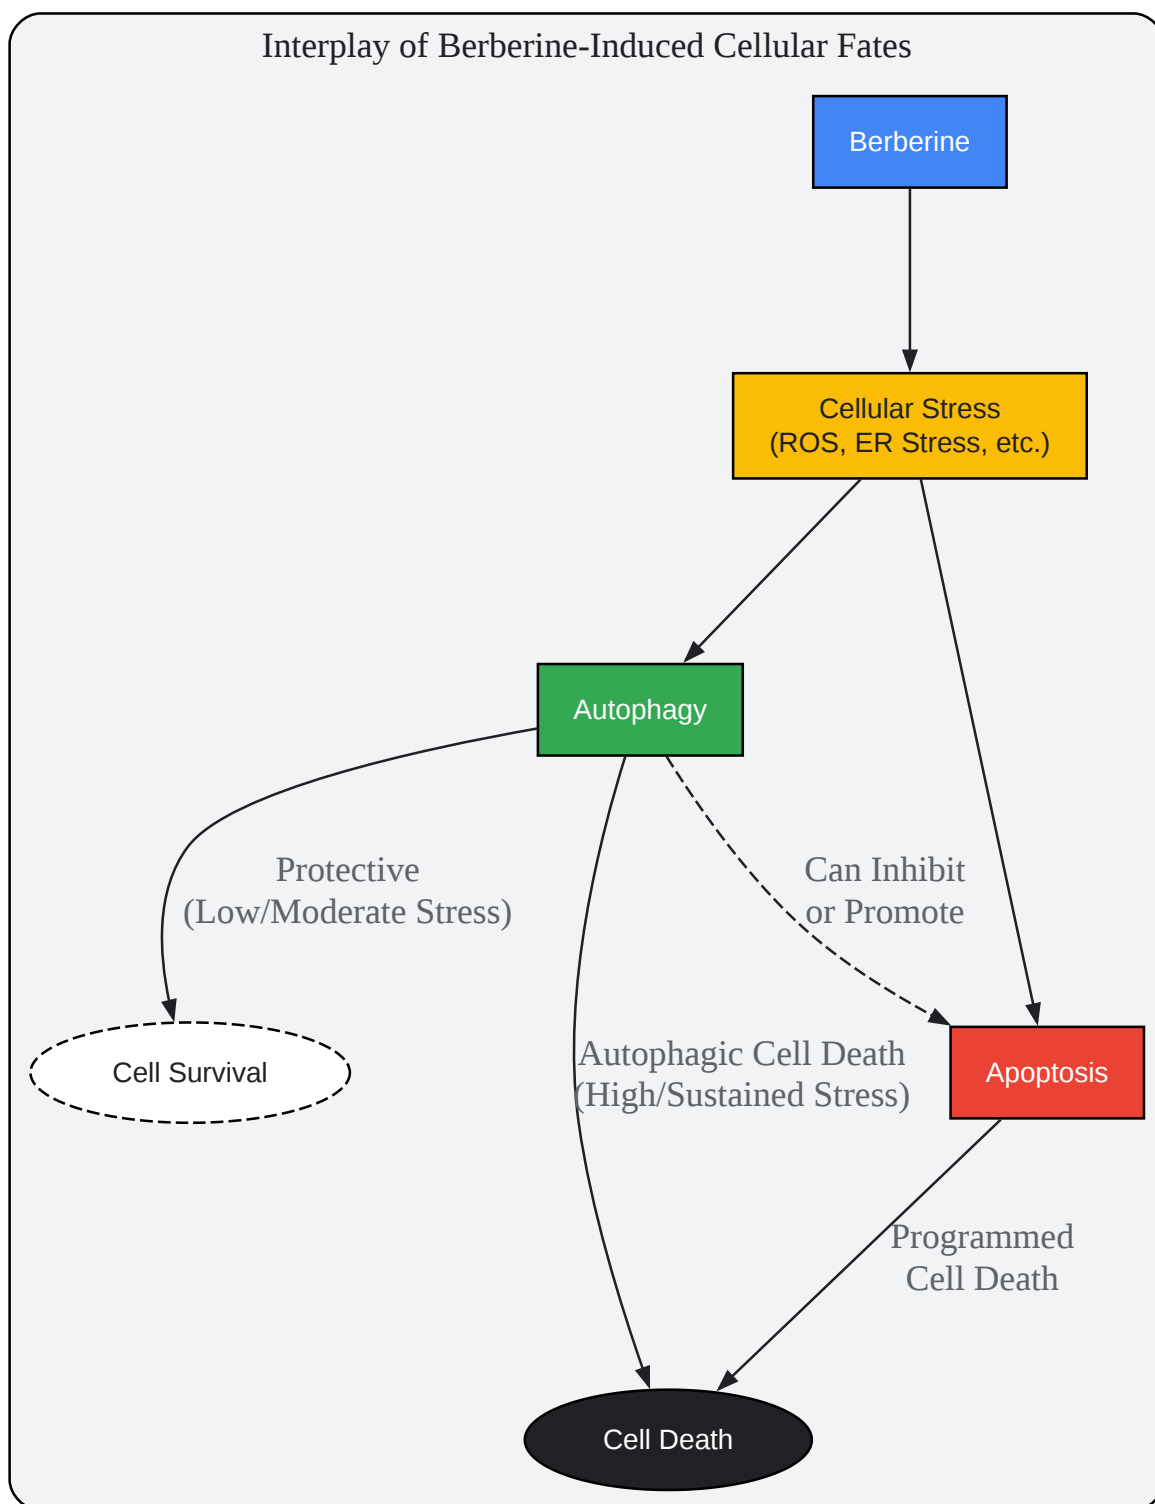 Interplay of Berberine-Induced Cellular Fates
Berberine
Cellular Stress
(ROS, ER Stress, etc.)
Autophagy
Protective
(Low/Moderate Stress)
Can Inhibit
or Promote
Cell Survival
Autophagic Cell Death
(High/Sustained Stress)
Apoptosis
Programmed
Cell Death
Cell Death